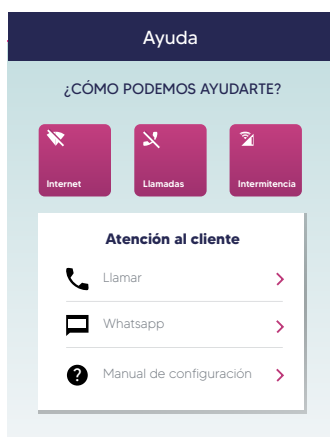 Ayuda
¿CÓMO PODEMOS AYUDARTE?
Internet
Llamadas
Intermitencia
Atención al cliente
Llamar
Whatsapp
Manual de configuración